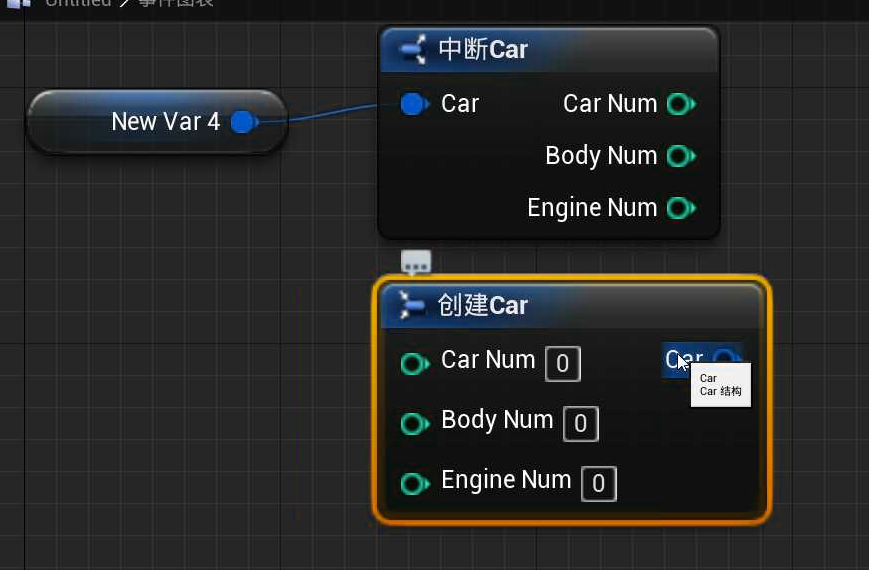 Untitled / 事件图表
中断Car
New Var 4
Car
Car Num
Body Num
Engine Num
创建Car
Car Num 0
Car
Body Num 0
Engine Num 0
Car
Car 结构